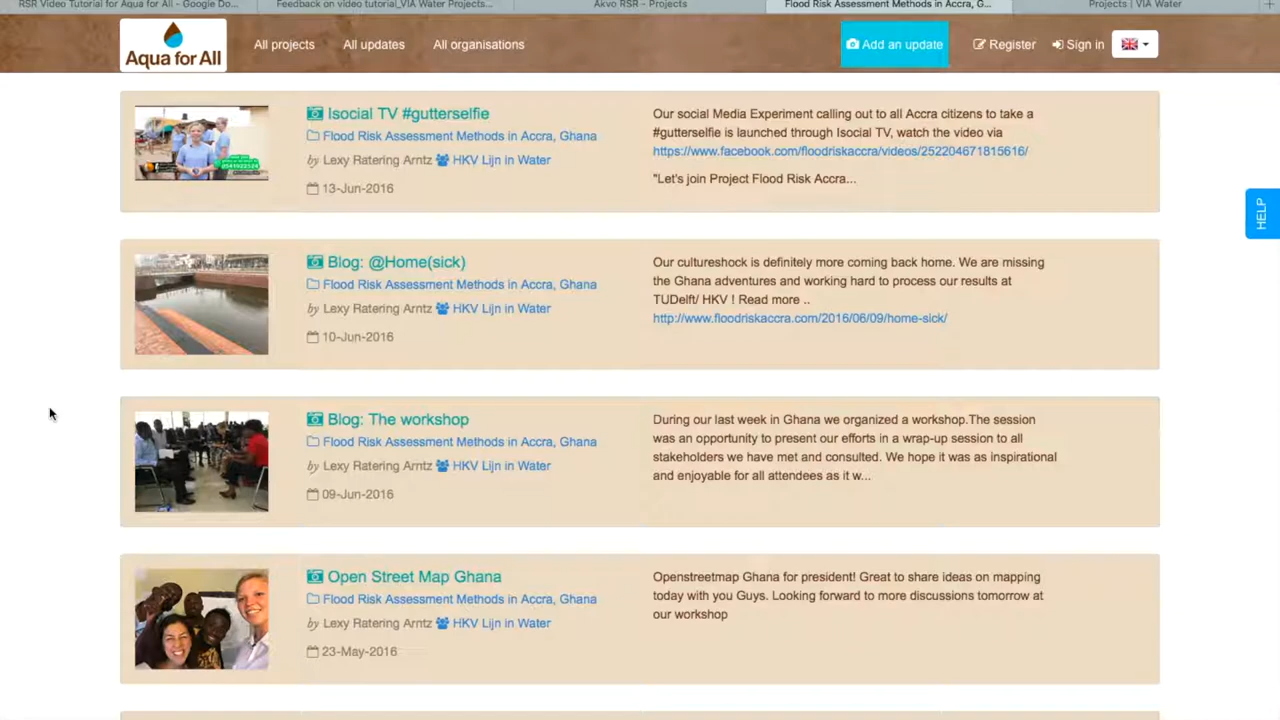 RSR Video Tutorial for Aqua for All - Google Do...
Feedback on video tutorial_VIA Water Projects...
Akvo RSR - Projects
Flood Risk Assessment Methods in Accra, G...
Projects | VIA Water
Aqua for All
All projects
All updates
All organisations
Add an update
Register
Sign in
HELP
Isocial TV #gutterselfie
Flood Risk Assessment Methods in Accra, Ghana
by Lexy Ratering Arntz HKV Lijn in Water
13-Jun-2016
Our social Media Experiment calling out to all Accra citizens to take a
#gutterselfie is launched through Isocial TV, watch the video via
https://www.facebook.com/floodriskaccra/videos/252204671815616/
"Let's join Project Flood Risk Accra...
Blog: @Home(sick)
Flood Risk Assessment Methods in Accra, Ghana
by Lexy Ratering Arntz HKV Lijn in Water
10-Jun-2016
Our cultureshock is definitely more coming back home. We are missing
the Ghana adventures and working hard to process our results at
TUDelft/ HKV ! Read more ..
http://www.floodriskaccra.com/2016/06/09/home-sick/
Blog: The workshop
Flood Risk Assessment Methods in Accra, Ghana
by Lexy Ratering Arntz HKV Lijn in Water
09-Jun-2016
During our last week in Ghana we organized a workshop.The session
was an opportunity to present our efforts in a wrap-up session to all
stakeholders we have met and consulted. We hope it was as inspirational
and enjoyable for all attendees as it w...
Open Street Map Ghana
Flood Risk Assessment Methods in Accra, Ghana
by Lexy Ratering Arntz HKV Lijn in Water
23-May-2016
Openstreetmap Ghana for president! Great to share ideas on mapping
today with you Guys. Looking forward to more discussions tomorrow at
our workshop